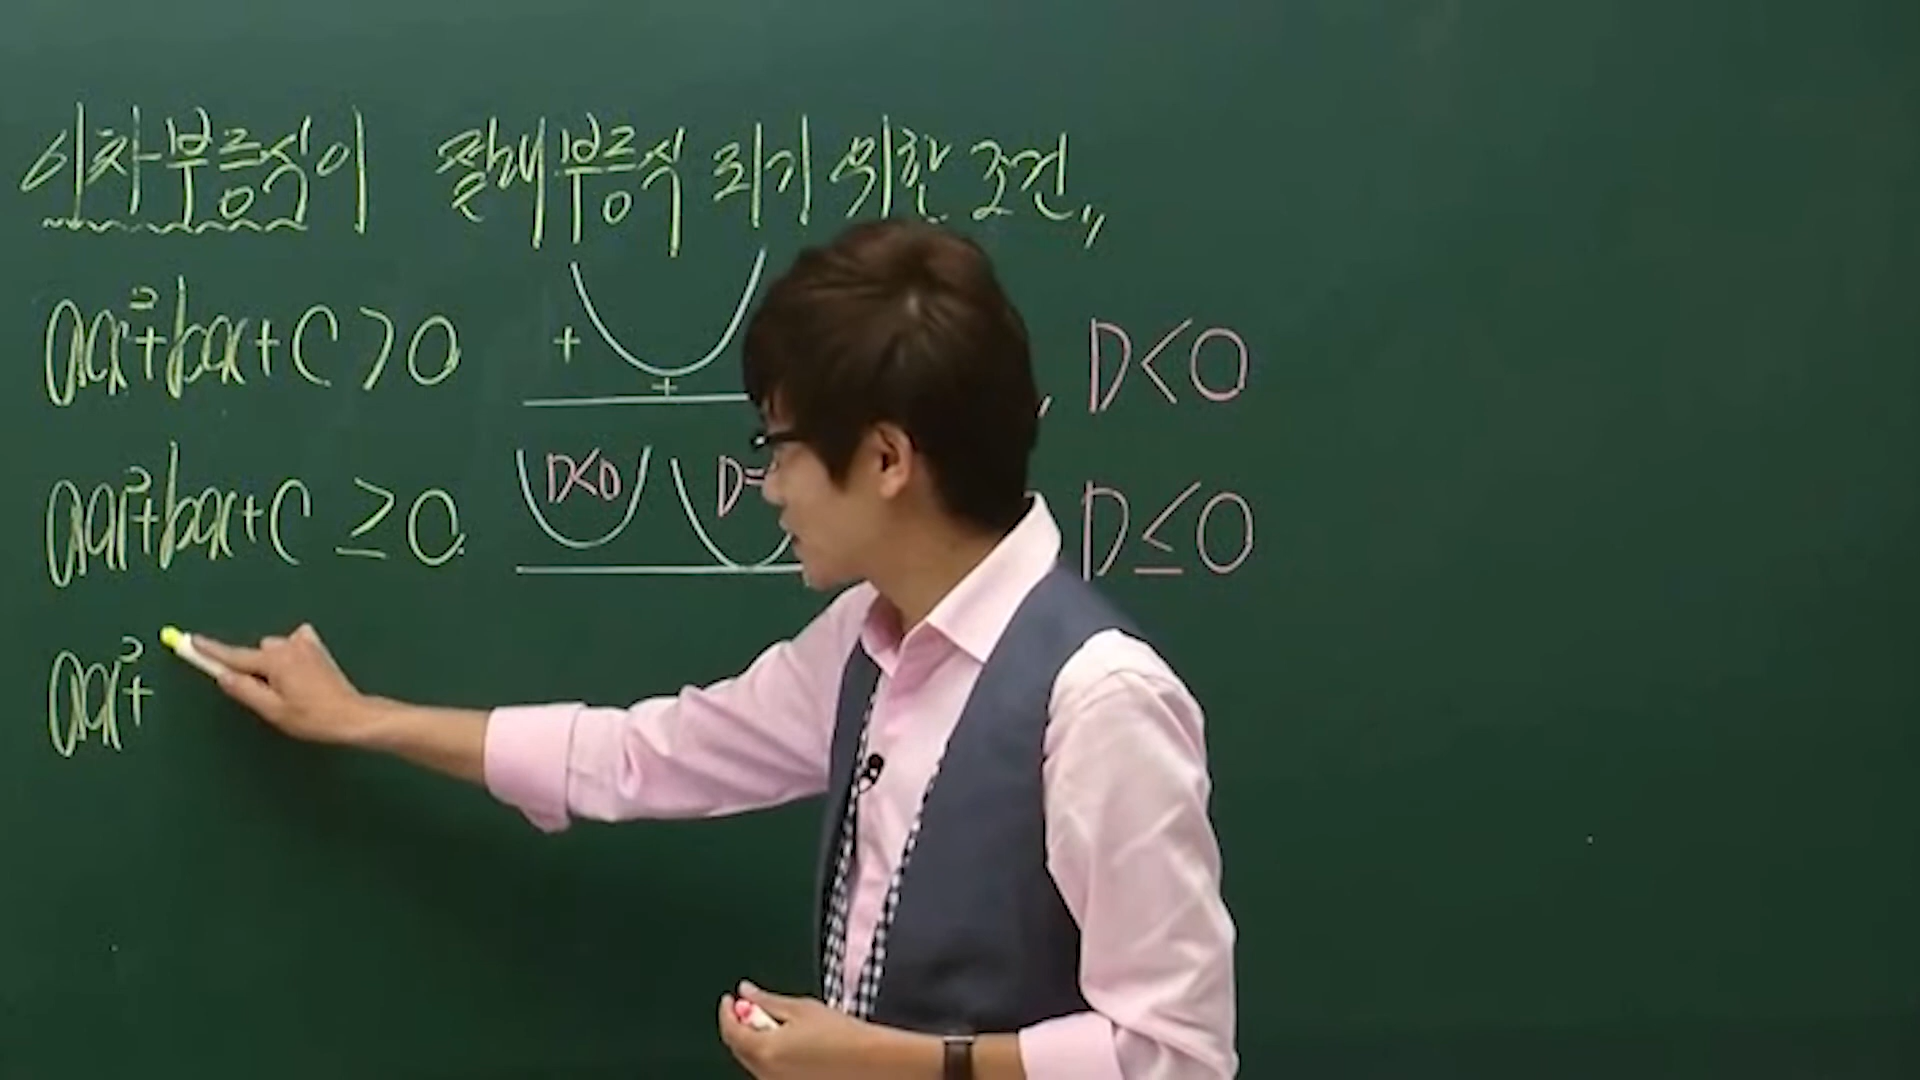 이차부등식이 절대부등식 되기 위한 조건〃
ax²+bx+c>0 + + , D<0
ax²+bx+c≥0 D<0 D= , D≤0
ax²+